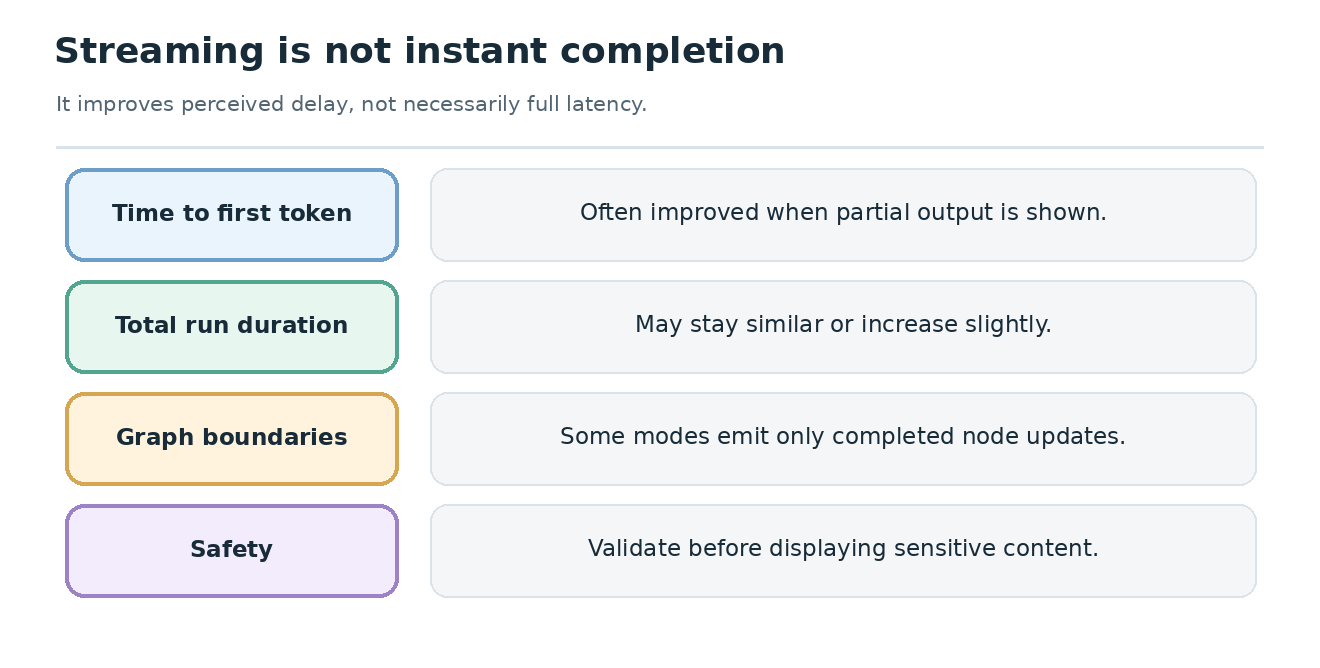 Streaming is not instant completion
It improves perceived delay, not necessarily full latency.
Time to first token
Often improved when partial output is shown.
Total run duration
May stay similar or increase slightly.
Graph boundaries
Some modes emit only completed node updates.
Safety
Validate before displaying sensitive content.